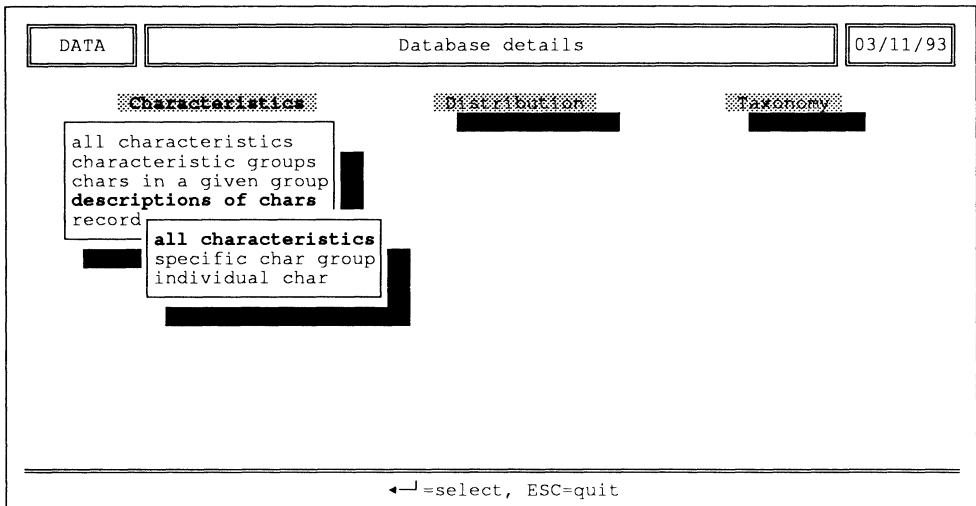 DATA
Database details
03/11/93
Characteristics
Distribution
Taxonomy
all characteristics
characteristic groups
chars in a given group
descriptions of chars
record
all characteristics
specific char group
individual char
◄─┘=select, ESC=quit